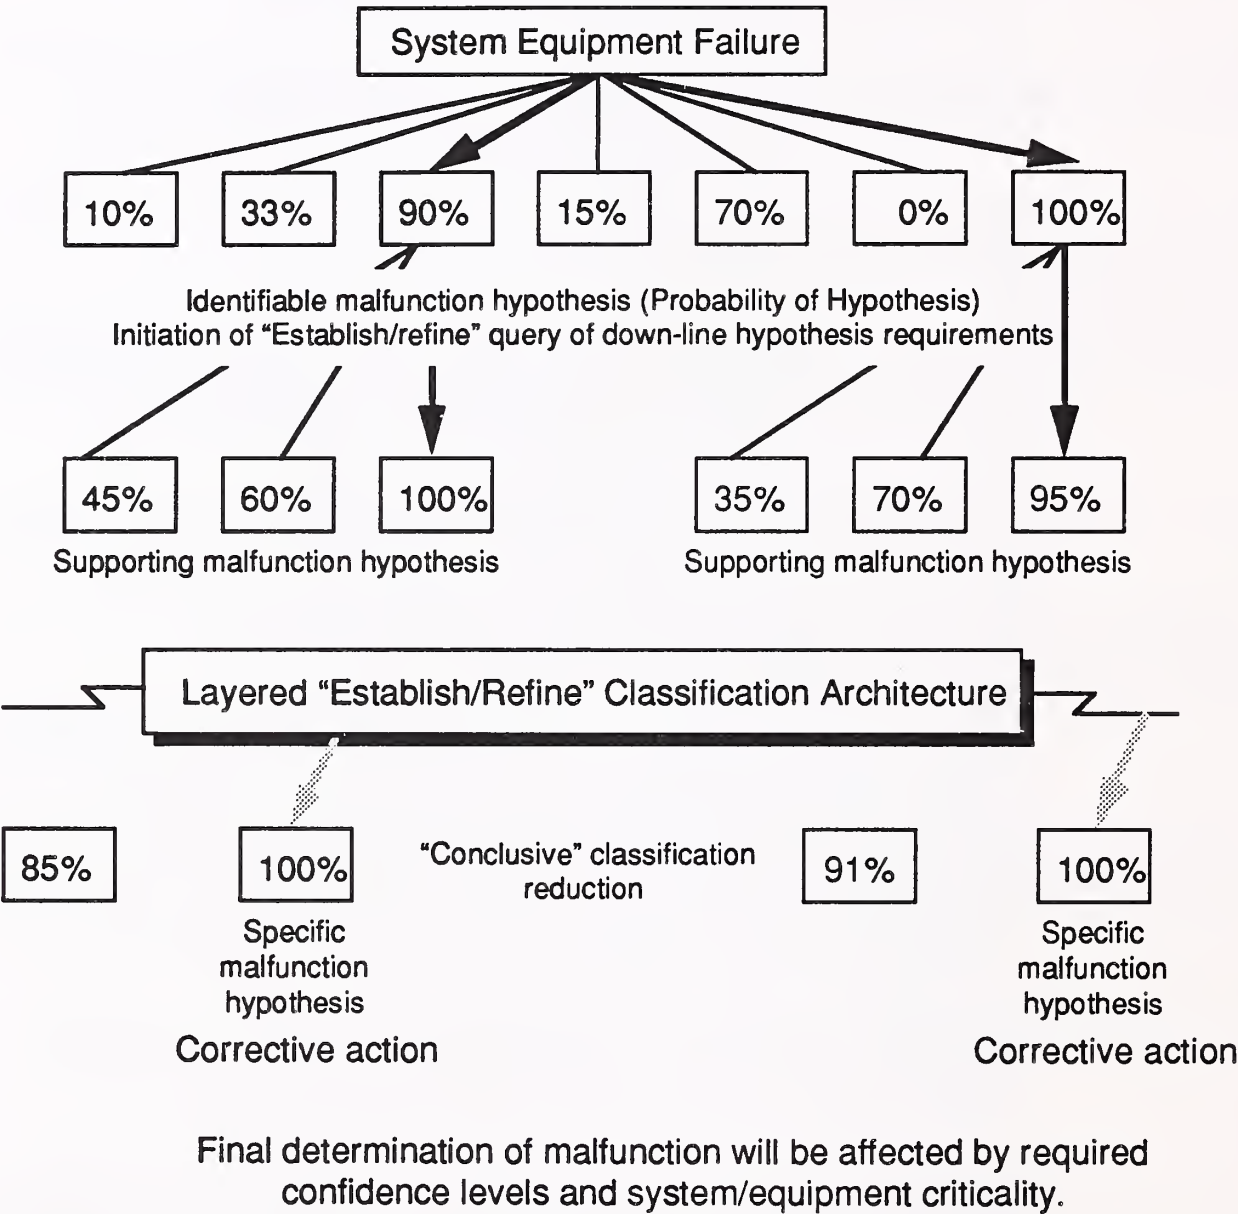 System Equipment Failure
10% 33% 90% 15% 70% 0% 100%
Identifiable malfunction hypothesis (Probability of Hypothesis)
Initiation of "Establish/refine" query of down-line hypothesis requirements
45% 60% 100% 35% 70% 95%
Supporting malfunction hypothesis Supporting malfunction hypothesis
Layered "Establish/Refine" Classification Architecture
85% 100% "Conclusive" classification 91% 100%
reduction
Specific
malfunction
hypothesis
Corrective action
Specific
malfunction
hypothesis
Corrective action
Final determination of malfunction will be affected by required
confidence levels and system/equipment criticality.